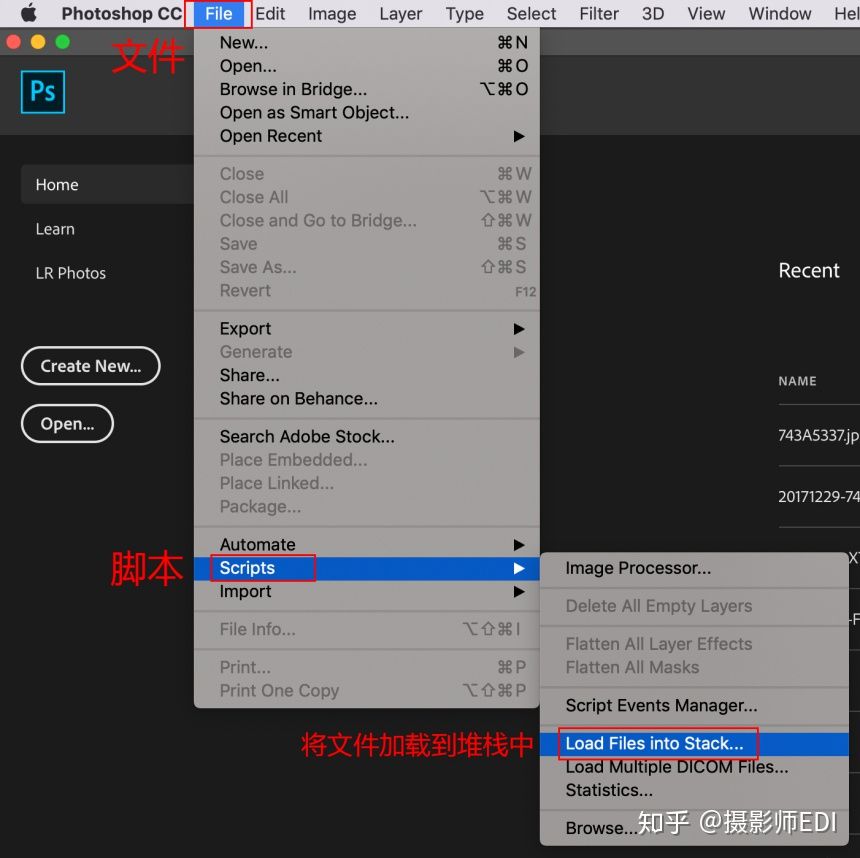 Photoshop CC File Edit Image Layer Type Select Filter 3D View Window Hel
文件
Ps
New... ⌘N
Open... ⌘O
Browse in Bridge... ⌥⌘O
Open as Smart Object...
Open Recent ▶
Close ⌘W
Close All ⌥⌘W
Close and Go to Bridge... ⇧⌘W
Save ⌘S
Save As... ⇧⌘S
Revert F12
Export ▶
Generate ▶
Share...
Share on Behance...
Search Adobe Stock...
Place Embedded...
Place Linked...
Package...
Automate ▶
脚本
Scripts ▶
Import ▶
File Info... ⌥⇧⌘I
Print... ⌘P
Print One Copy ⌥⇧⌘P
Home
Learn
LR Photos
Create New...
Open...
Recent
NAME
743A5337.jp
20171229-74
Image Processor...
Delete All Empty Layers
Flatten All Layer Effects
Flatten All Masks
Script Events Manager...
将文件加载到堆栈中
Load Files into Stack...
Load Multiple DICOM Files...
Statistics...
Browse...
知乎 @摄影师EDI